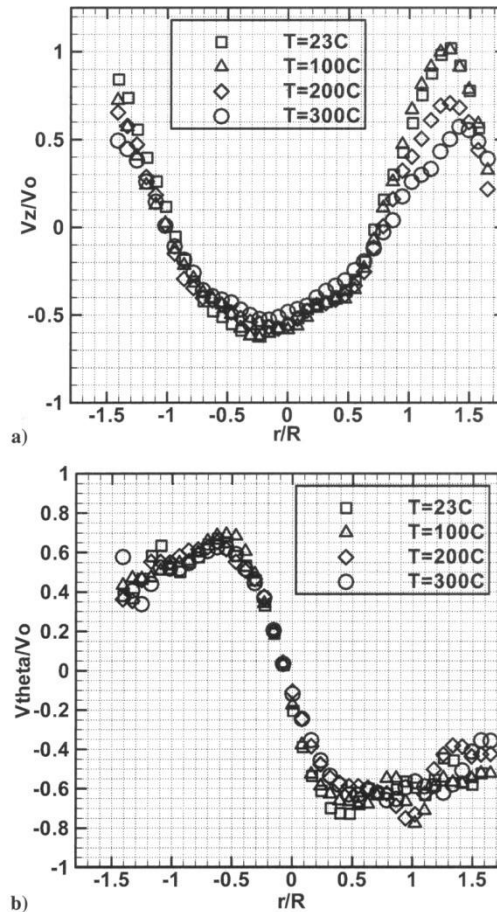 T=23C
T=100C
T=200C
T=300C
Vz/Vo
1
0.5
0
-0.5
-1
-1.5 -1 -0.5 0 0.5 1 1.5
r/R
a)
T=23C
T=100C
T=200C
T=300C
Vtheta/Vo
1
0.8
0.6
0.4
0.2
0
-0.2
-0.4
-0.6
-0.8
-1
-1.5 -1 -0.5 0 0.5 1 1.5
r/R
b)